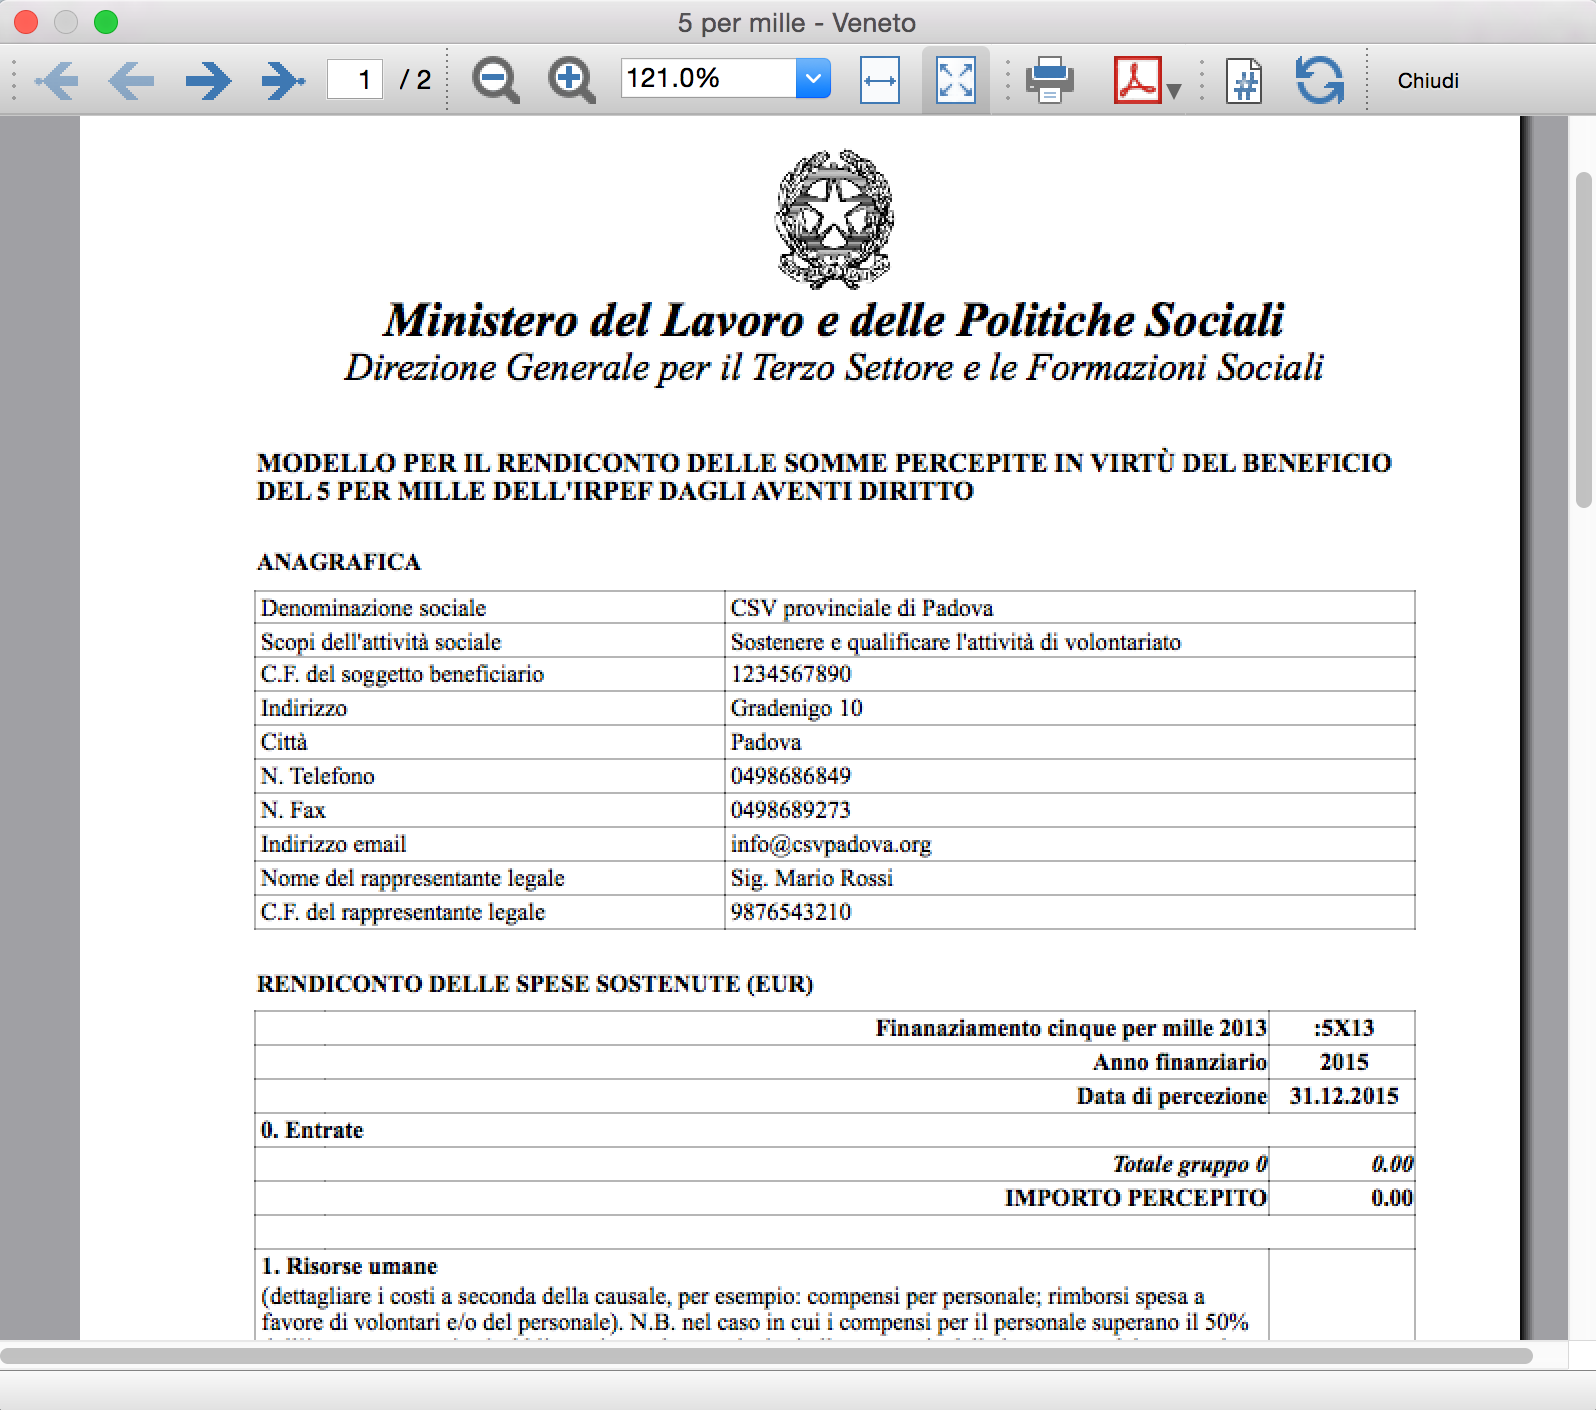 5 per mille - Veneto
1 / 2 121.0% # Chiudi
Ministero del Lavoro e delle Politiche Sociali
Direzione Generale per il Terzo Settore e le Formazioni Sociali
MODELLO PER IL RENDICONTO DELLE SOMME PERCEPITE IN VIRTÙ DEL BENEFICIO
DEL 5 PER MILLE DELL'IRPEF DAGLI AVENTI DIRITTO
ANAGRAFICA
Denominazione sociale CSV provinciale di Padova
Scopi dell'attività sociale Sostenere e qualificare l'attività di volontariato
C.F. del soggetto beneficiario 1234567890
Indirizzo Gradenigo 10
Città Padova
N. Telefono 0498686849
N. Fax 0498689273
Indirizzo email info@csvpadova.org
Nome del rappresentante legale Sig. Mario Rossi
C.F. del rappresentante legale 9876543210
RENDICONTO DELLE SPESE SOSTENUTE (EUR)
Finanaziamento cinque per mille 2013 :5X13
Anno finanziario 2015
Data di percezione 31.12.2015
0. Entrate
Totale gruppo 0 0.00
IMPORTO PERCEPITO 0.00
1. Risorse umane
(dettagliare i costi a seconda della causale, per esempio: compensi per personale; rimborsi spesa a
favore di volontari e/o del personale). N.B. nel caso in cui i compensi per il personale superano il 50%